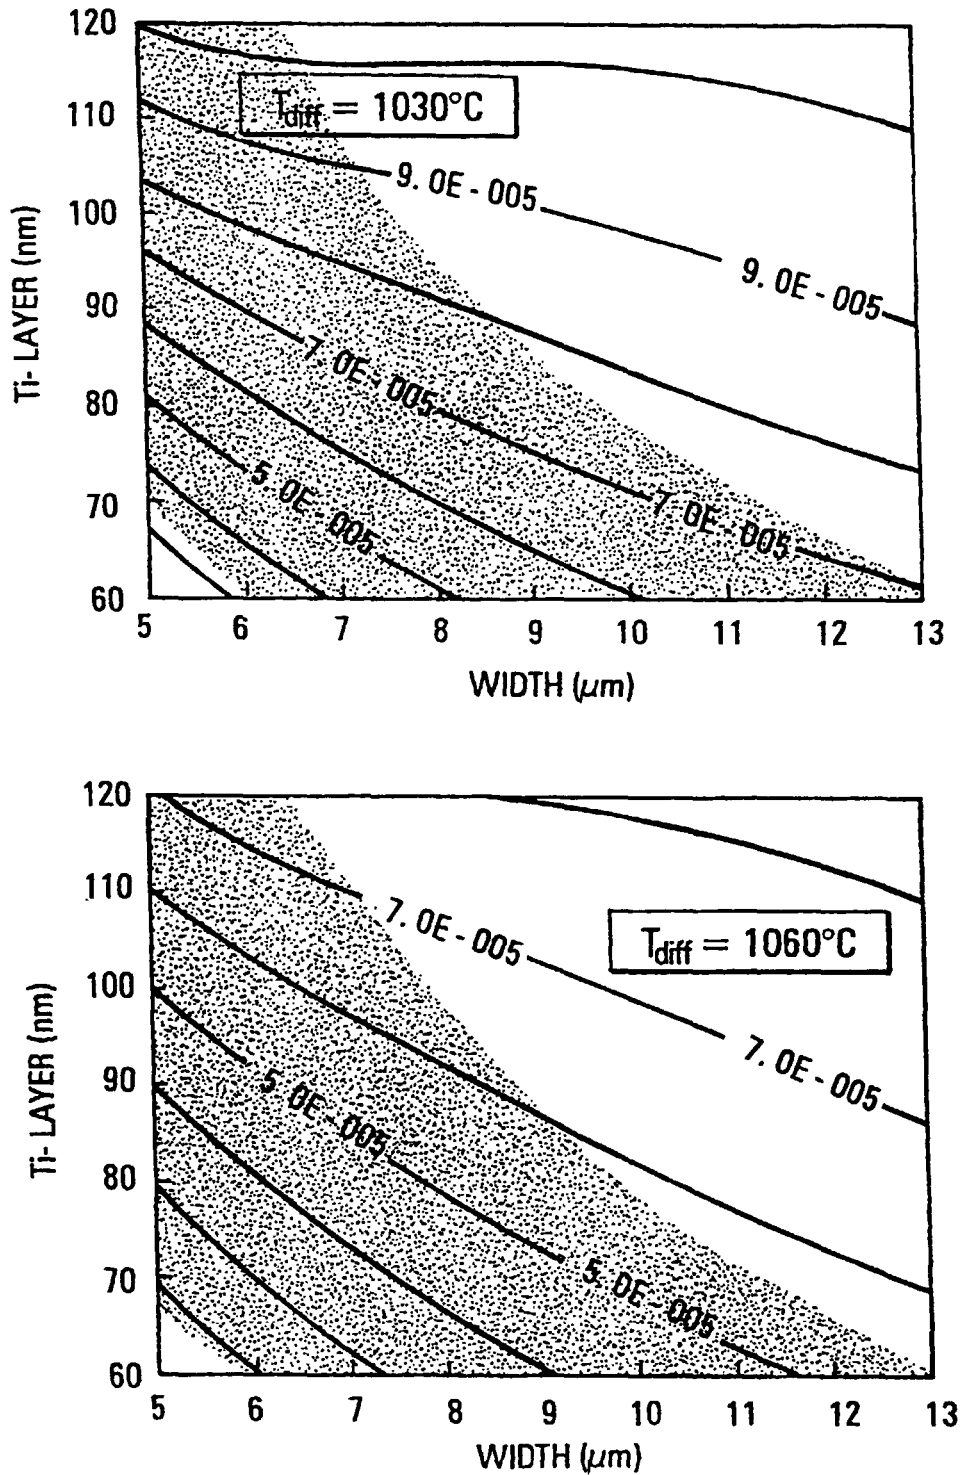 120
T diff = 1030°C
110
9. 0E - 005
100
9. 0E - 005
90
7. 0E - 005
80
5. 0E - 005
7. 0E - 005
70
60
Ti- LAYER (nm)
5 6 7 8 9 10 11 12 13
WIDTH (μm)
120
110
7. 0E - 005
T diff = 1060°C
100
7. 0E - 005
90
5. 0E - 005
80
5. 0E - 005
70
60
Ti- LAYER (nm)
5 6 7 8 9 10 11 12 13
WIDTH (μm)